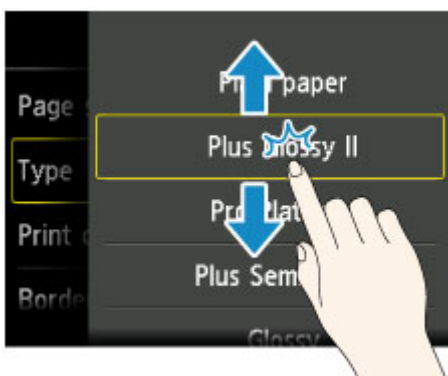 Page
Type
Print
Borde
paper
Plus Glossy II
Plus Sem
Glossy